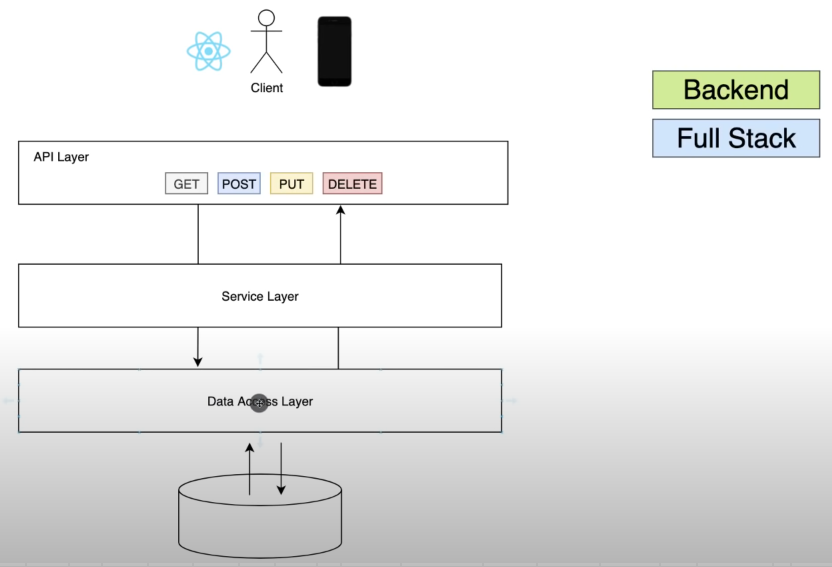 Client
Backend
Full Stack
API Layer
GET POST PUT DELETE
Service Layer
Data Access Layer